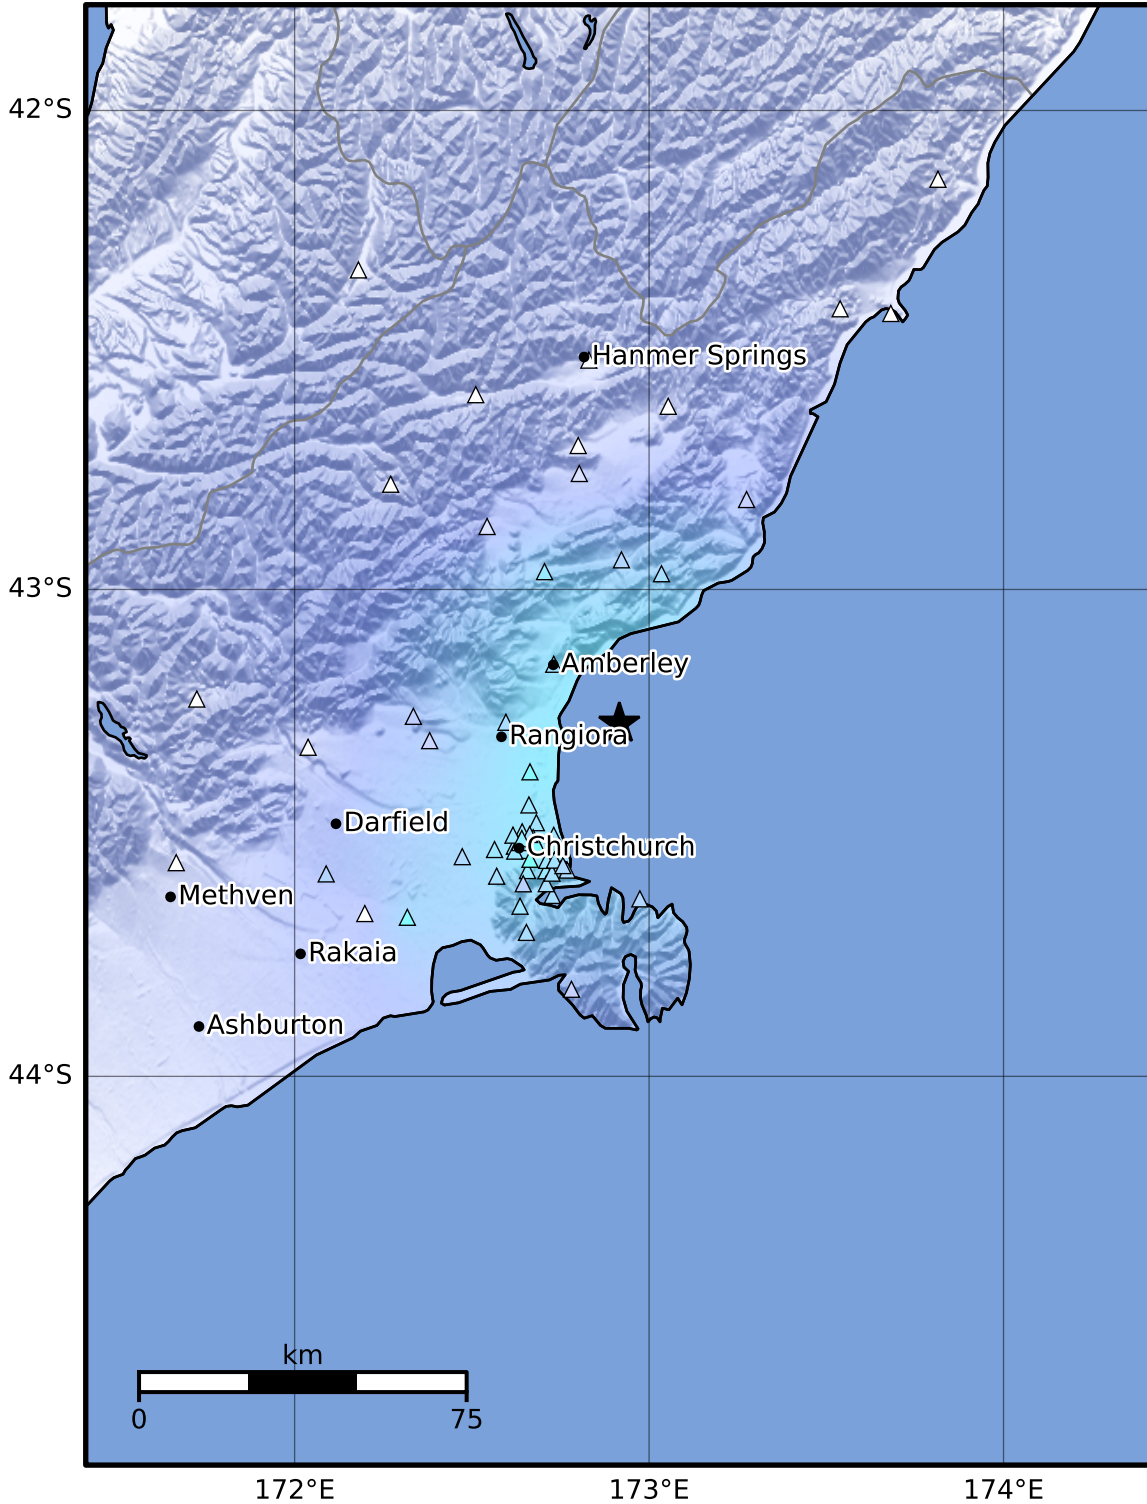 42°S
Hanmer Springs
43°S
Amberley
Rangiora
Darfield
Christchurch
Methven
Rakaia
Ashburton
44°S
km
0 75
172°E 173°E 174°E